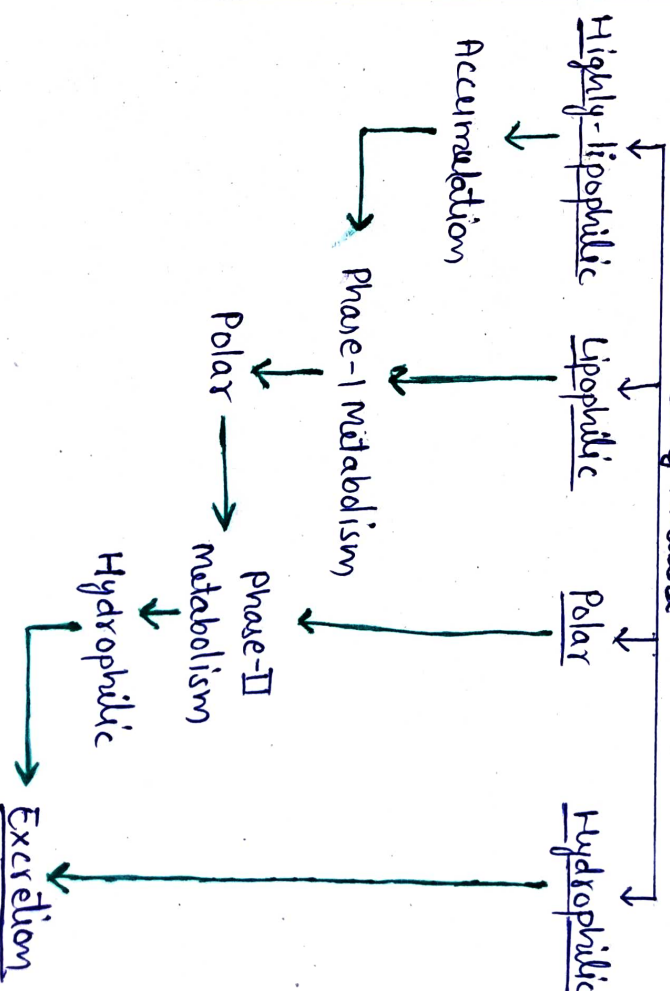 Highly-lipophilic
Lipophilic
Polar
Hydrophilic
Accumulation
Phase-I Metabolism
Polar
Phase-II
Metabolism
Hydrophilic
Excretion